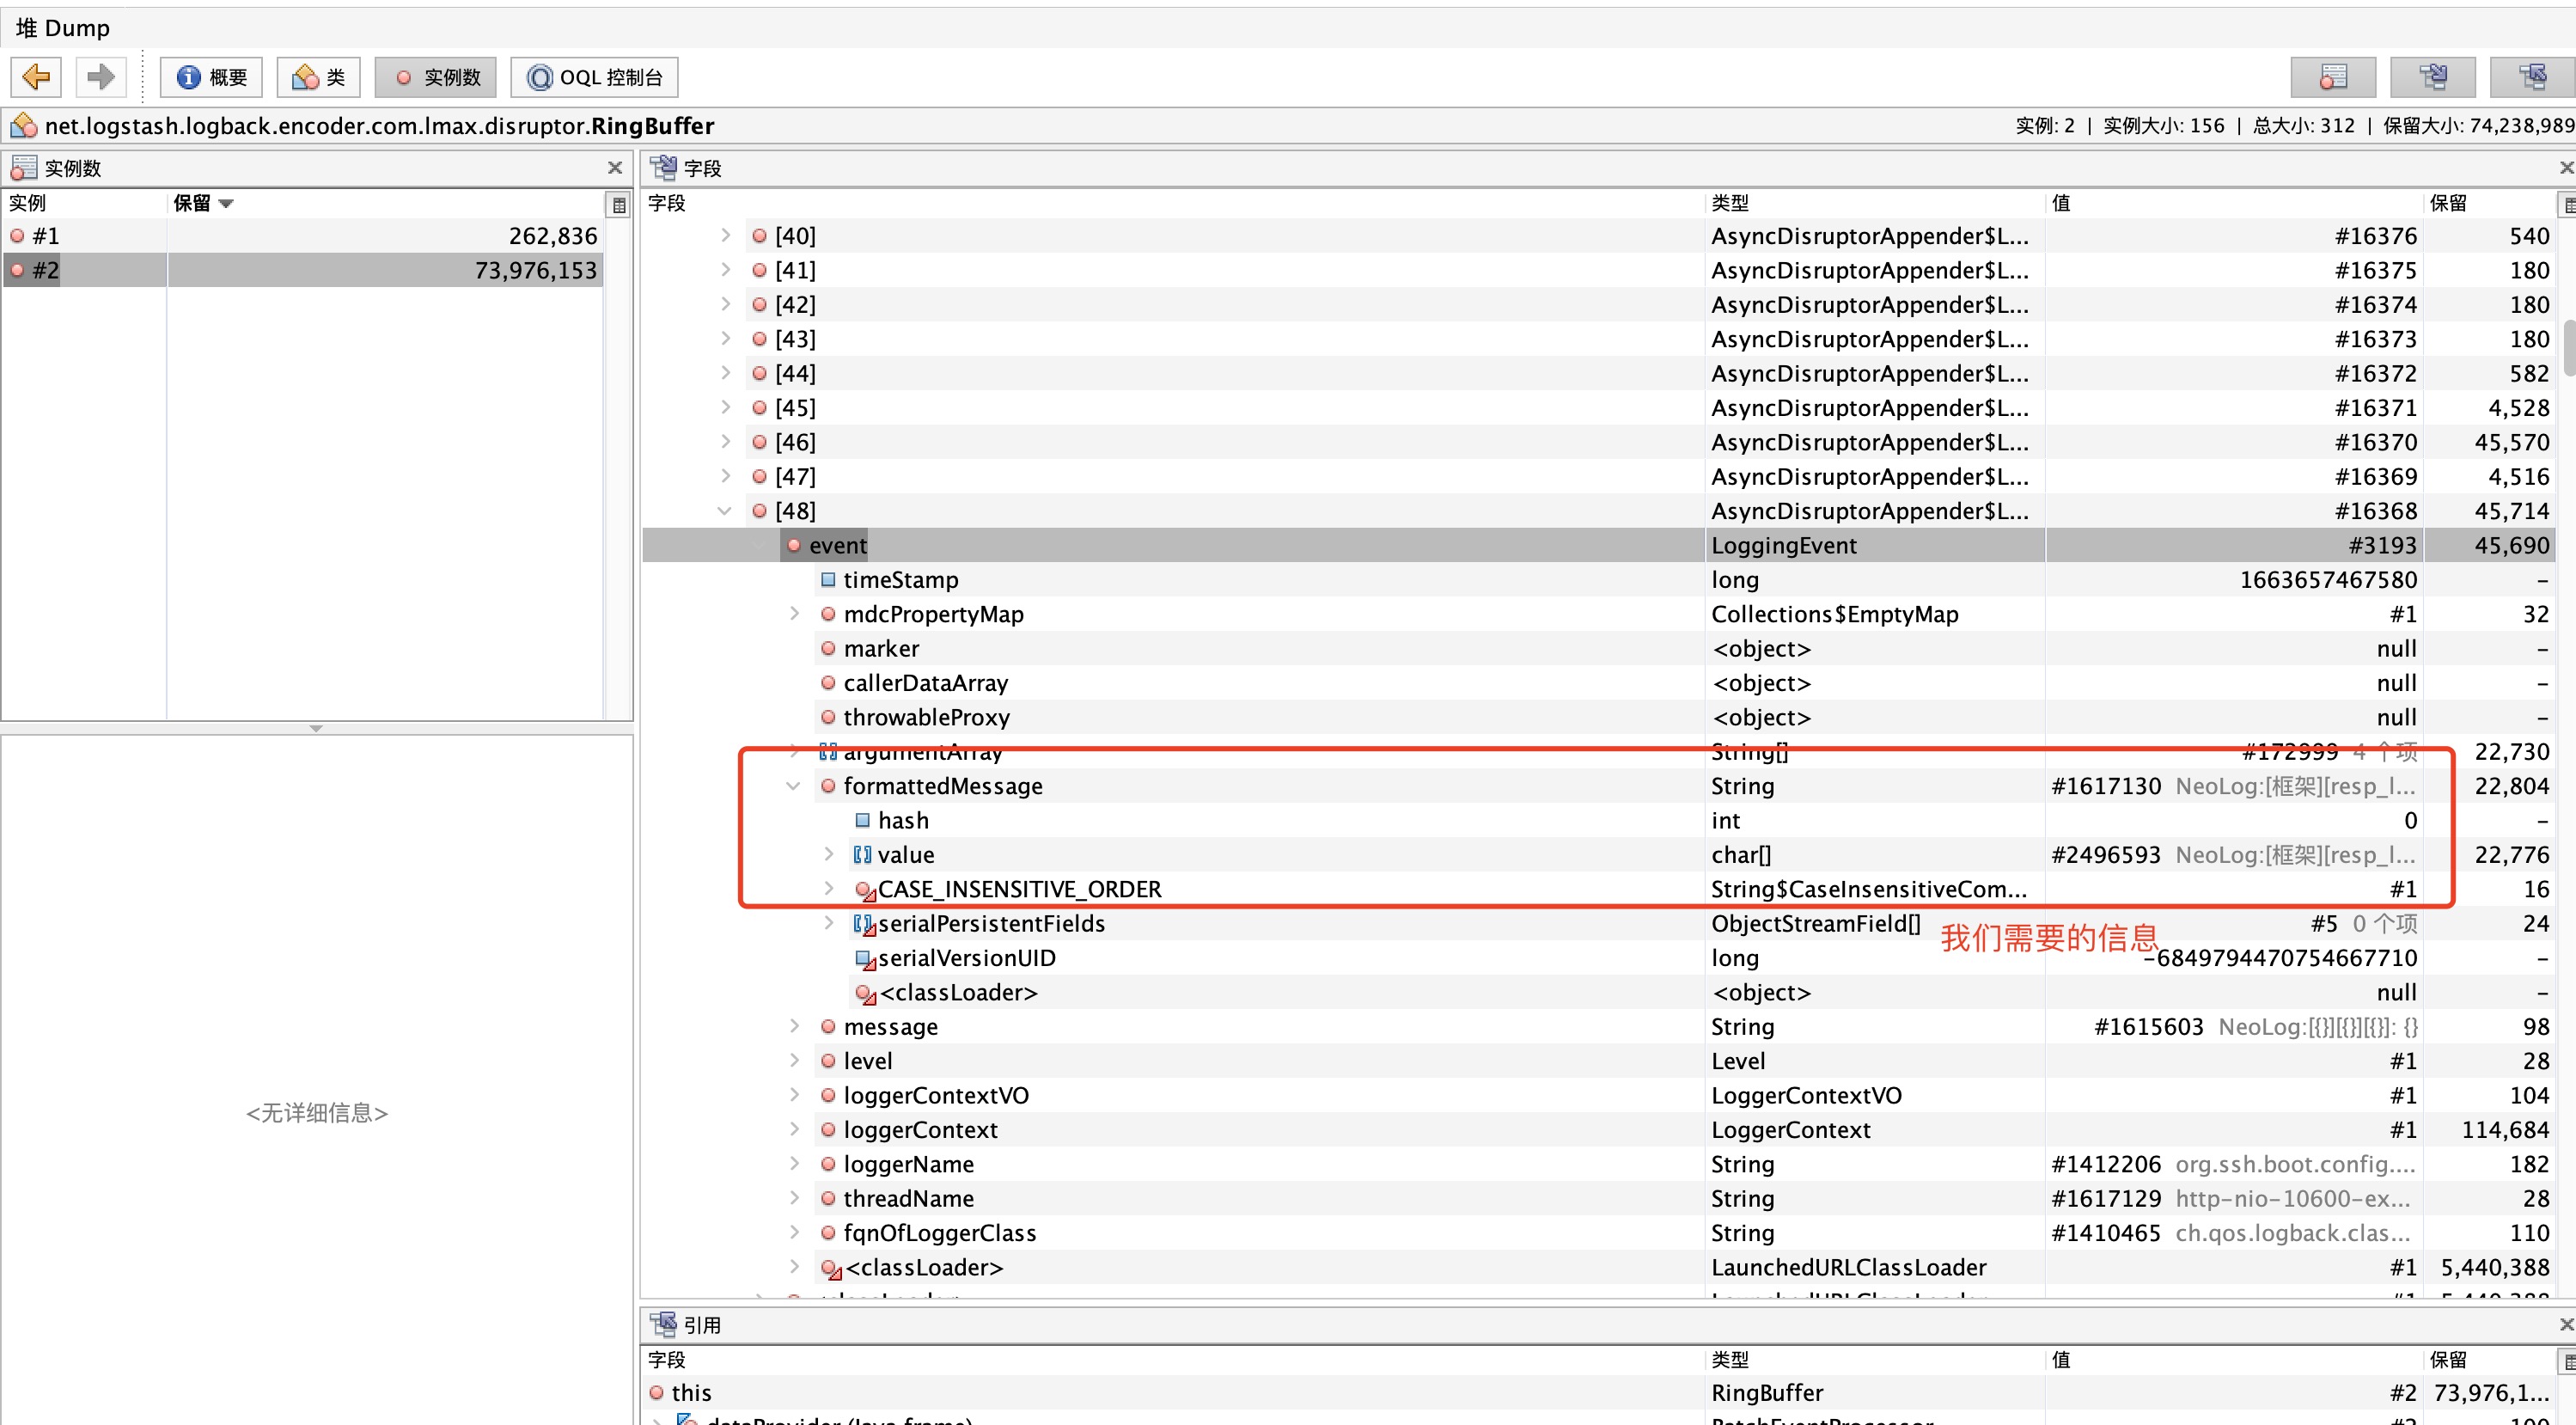 堆 Dump
概要 类 实例数 OQL 控制台
net.logstash.logback.encoder.com.lmax.disruptor.RingBuffer 实例: 2 | 实例大小: 156 | 总大小: 312 | 保留大小: 74,238,989
实例数
实例 保留
#1 262,836
#2 73,976,153
<无详细信息>
字段
字段 类型 值 保留
[40] AsyncDisruptorAppender$L... #16376 540
[41] AsyncDisruptorAppender$L... #16375 180
[42] AsyncDisruptorAppender$L... #16374 180
[43] AsyncDisruptorAppender$L... #16373 180
[44] AsyncDisruptorAppender$L... #16372 582
[45] AsyncDisruptorAppender$L... #16371 4,528
[46] AsyncDisruptorAppender$L... #16370 45,570
[47] AsyncDisruptorAppender$L... #16369 4,516
[48] AsyncDisruptorAppender$L... #16368 45,714
event LoggingEvent #3193 45,690
timeStamp long 1663657467580 –
mdcPropertyMap Collections$EmptyMap #1 32
marker <object> null –
callerDataArray <object> null –
throwableProxy <object> null –
argumentArray String[] #172999 4 个项 22,730
formattedMessage String #1617130 NeoLog:[框架][resp_l... 22,804
hash int 0 –
value char[] #2496593 NeoLog:[框架][resp_l... 22,776
CASE_INSENSITIVE_ORDER String$CaseInsensitiveCom... #1 16
serialPersistentFields ObjectStreamField[] #5 0 个项 24
我们需要的信息
serialVersionUID long -6849794470754667710 –
<classLoader> <object> null –
message String #1615603 NeoLog:[{}][{}][{}]: {} 98
level Level #1 28
loggerContextVO LoggerContextVO #1 104
loggerContext LoggerContext #1 114,684
loggerName String #1412206 org.ssh.boot.config.... 182
threadName String #1617129 http-nio-10600-ex... 28
fqnOfLoggerClass String #1410465 ch.qos.logback.clas... 110
<classLoader> LaunchedURLClassLoader #1 5,440,388
引用
字段 类型 值 保留
this RingBuffer #2 73,976,1...
dataProvider (Java frame) BatchEventProcessor #2